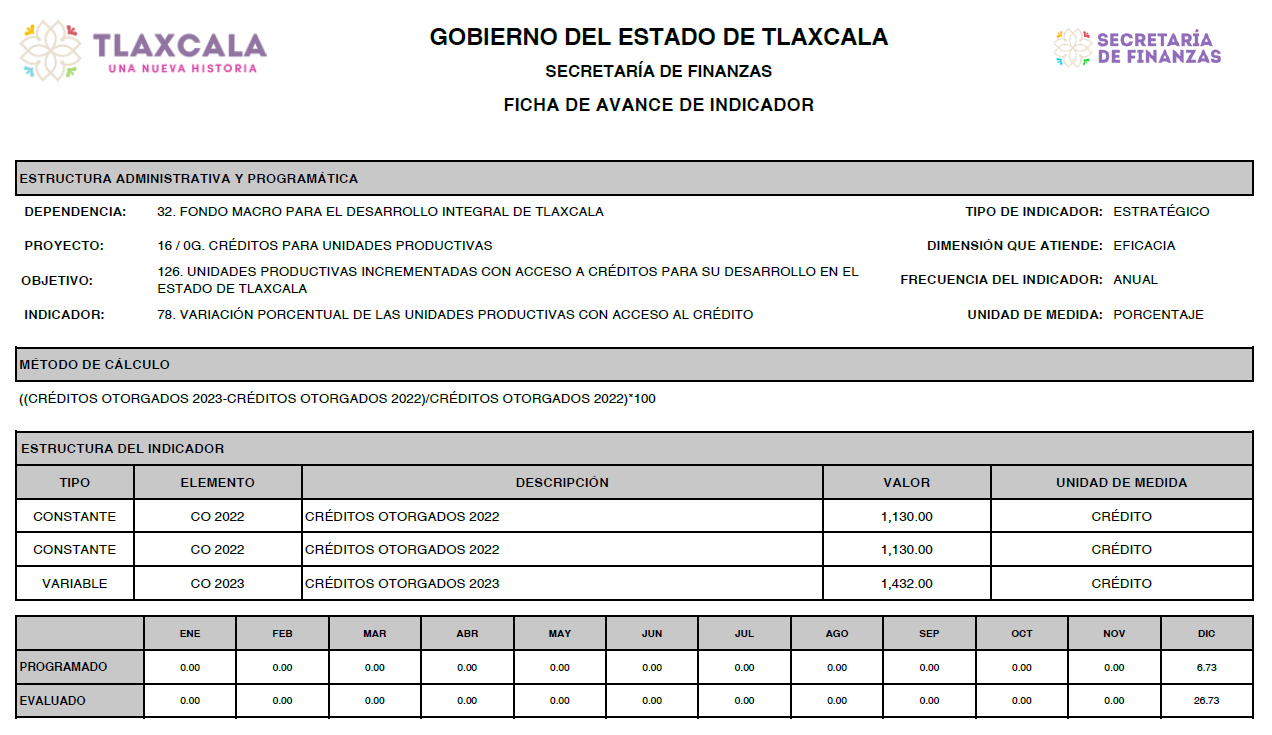 TLAXCALA
UNA NUEVA HISTORIA
GOBIERNO DEL ESTADO DE TLAXCALA
SECRETARÍA DE FINANZAS
FICHA DE AVANCE DE INDICADOR
SECRETARÍA
DE FINANZAS
ESTRUCTURA ADMINISTRATIVA Y PROGRAMÁTICA
DEPENDENCIA: 32. FONDO MACRO PARA EL DESARROLLO INTEGRAL DE TLAXCALA TIPO DE INDICADOR: ESTRATÉGICO
PROYECTO: 16 / 0G. CRÉDITOS PARA UNIDADES PRODUCTIVAS DIMENSIÓN QUE ATIENDE: EFICACIA
OBJETIVO: 126. UNIDADES PRODUCTIVAS INCREMENTADAS CON ACCESO A CRÉDITOS PARA SU DESARROLLO EN EL
ESTADO DE TLAXCALA
FRECUENCIA DEL INDICADOR: ANUAL
INDICADOR: 78. VARIACIÓN PORCENTUAL DE LAS UNIDADES PRODUCTIVAS CON ACCESO AL CRÉDITO UNIDAD DE MEDIDA: PORCENTAJE
MÉTODO DE CÁLCULO
((CRÉDITOS OTORGADOS 2023-CRÉDITOS OTORGADOS 2022)/CRÉDITOS OTORGADOS 2022)*100
ESTRUCTURA DEL INDICADOR
TIPO ELEMENTO DESCRIPCIÓN VALOR UNIDAD DE MEDIDA
CONSTANTE CO 2022 CRÉDITOS OTORGADOS 2022 1,130.00 CRÉDITO
CONSTANTE CO 2022 CRÉDITOS OTORGADOS 2022 1,130.00 CRÉDITO
VARIABLE CO 2023 CRÉDITOS OTORGADOS 2023 1,432.00 CRÉDITO
ENE FEB MAR ABR MAY JUN JUL AGO SEP OCT NOV DIC
PROGRAMADO 0.00 0.00 0.00 0.00 0.00 0.00 0.00 0.00 0.00 0.00 0.00 6.73
EVALUADO 0.00 0.00 0.00 0.00 0.00 0.00 0.00 0.00 0.00 0.00 0.00 26.73